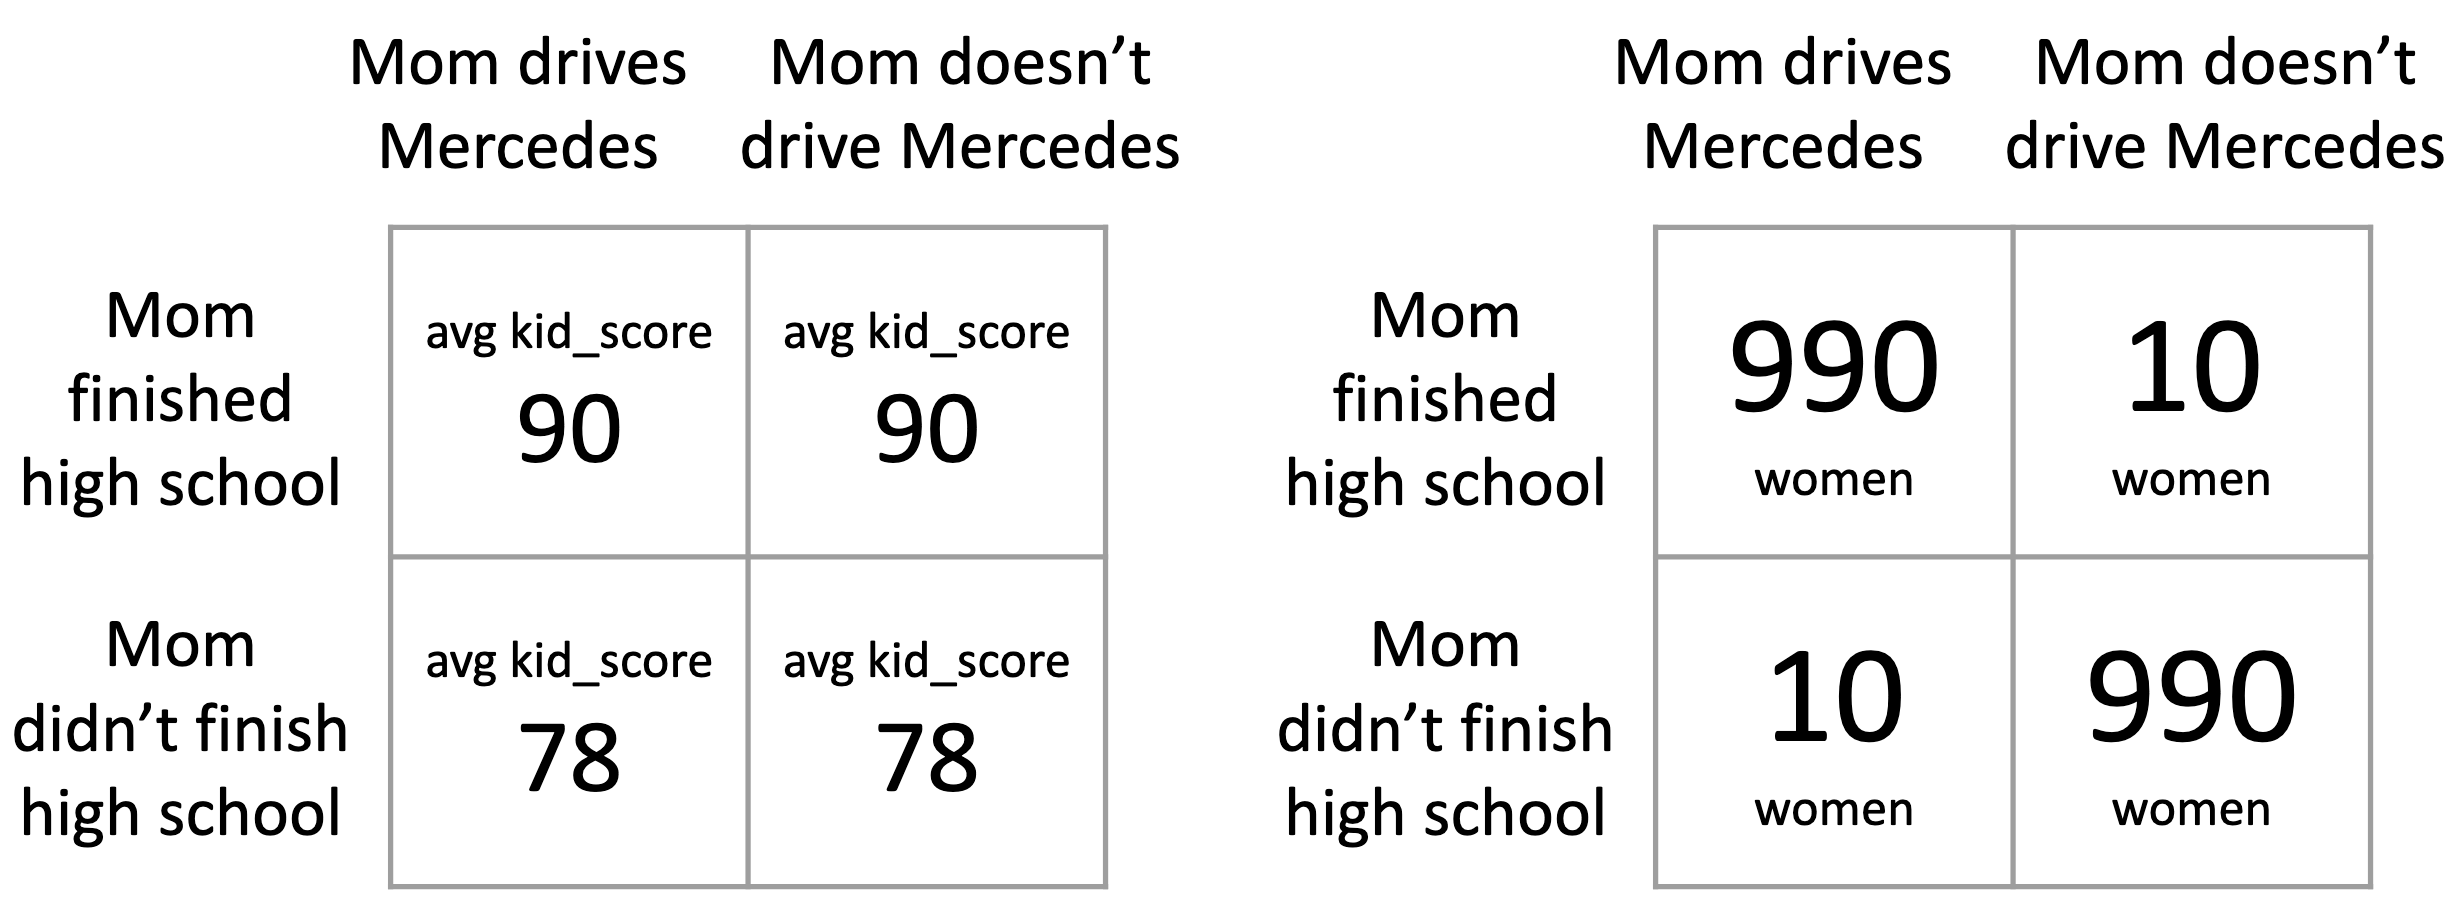 Mom drives
Mercedes
Mom doesn’t
drive Mercedes
Mom
finished
high school
avg kid_score
90
avg kid_score
90
Mom
didn’t finish
high school
avg kid_score
78
avg kid_score
78
Mom drives
Mercedes
Mom doesn’t
drive Mercedes
Mom
finished
high school
990
women
10
women
Mom
didn’t finish
high school
10
women
990
women